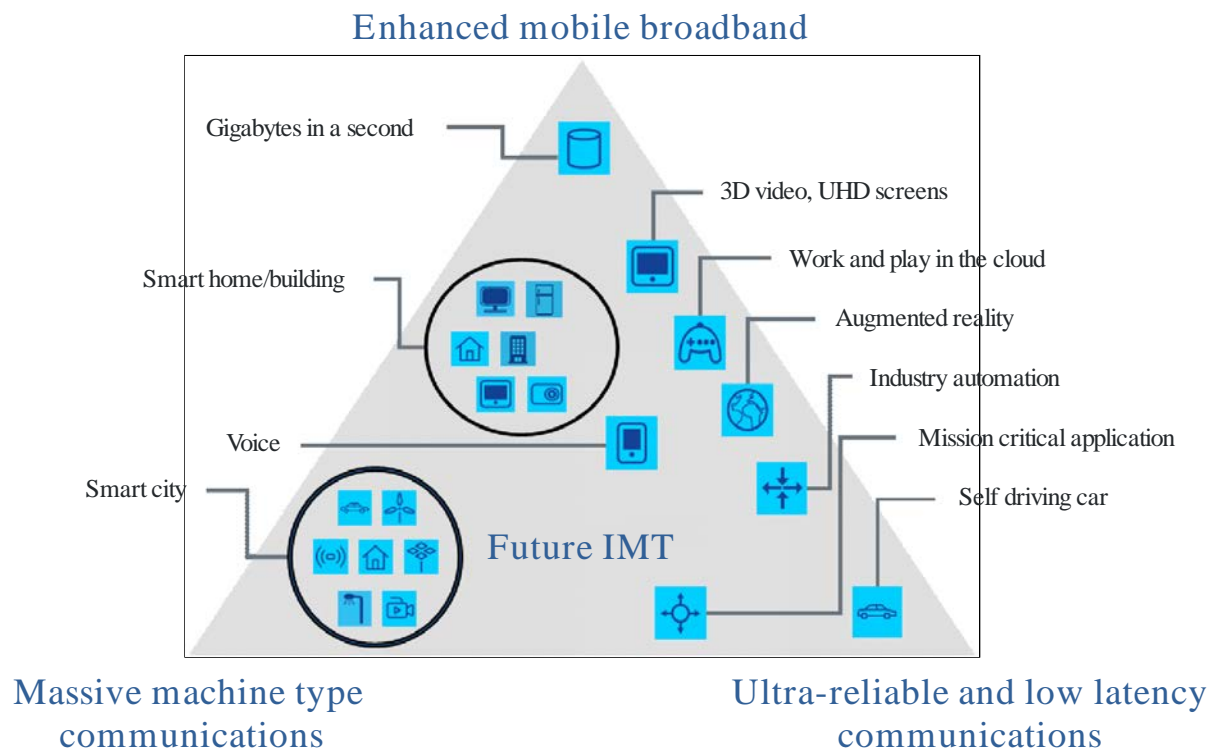 Enhanced mobile broadband
Gigabytes in a second
3D video, UHD screens
Work and play in the cloud
Smart home/building
Augmented reality
Industry automation
Mission critical application
Voice
Smart city
Self driving car
Future IMT
Massive machine type
communications
Ultra-reliable and low latency
communications